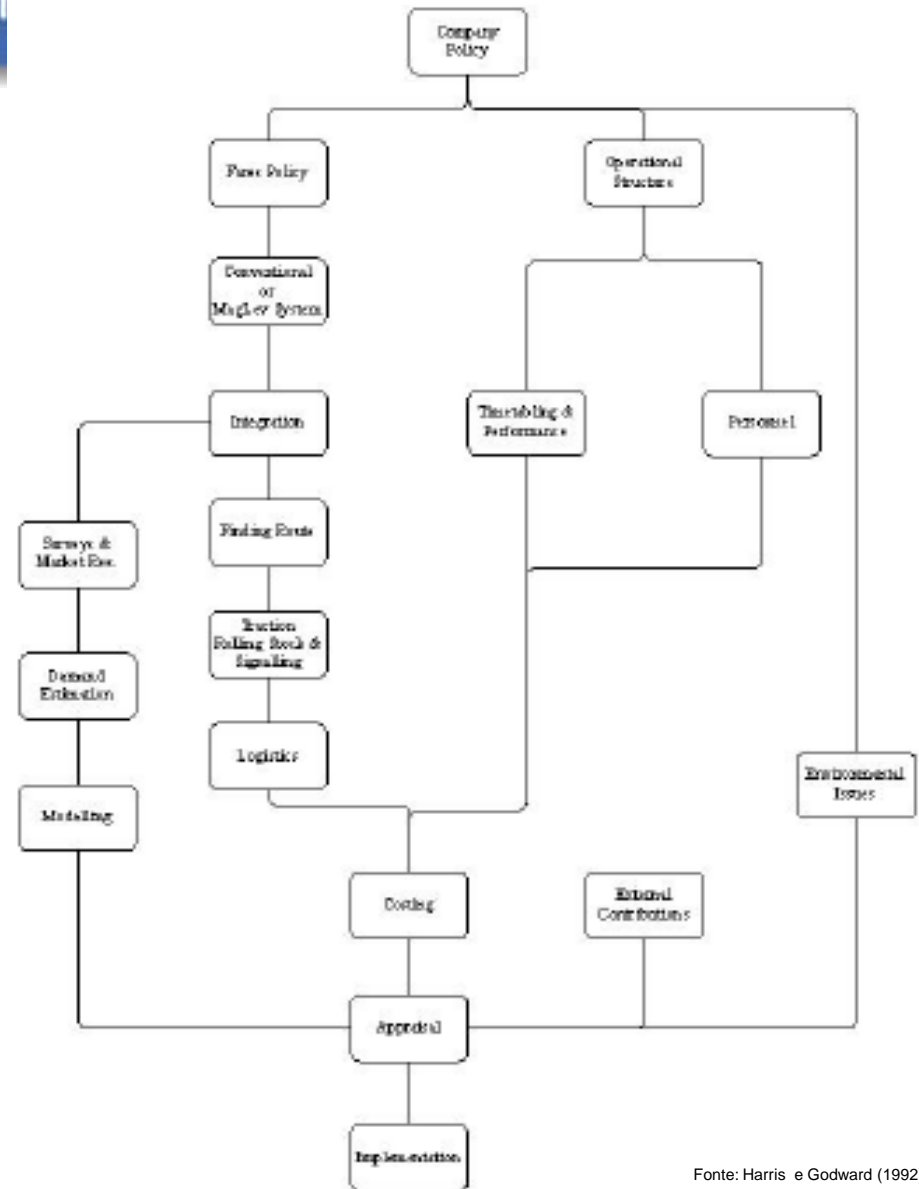 Company
Policy
Fares Policy
Operational
Structure
Conventional
or
MagLev System
Integration
Timetabling &
Performance
Personnel
Finding Route
Surveys &
Market Res.
Traction
Rolling Stock &
Signalling
Demand
Estimation
Logistics
Environmental
Issues
Modelling
Costing
External
Contributions
Appraisal
Implementation
Fonte: Harris e Godward (1992